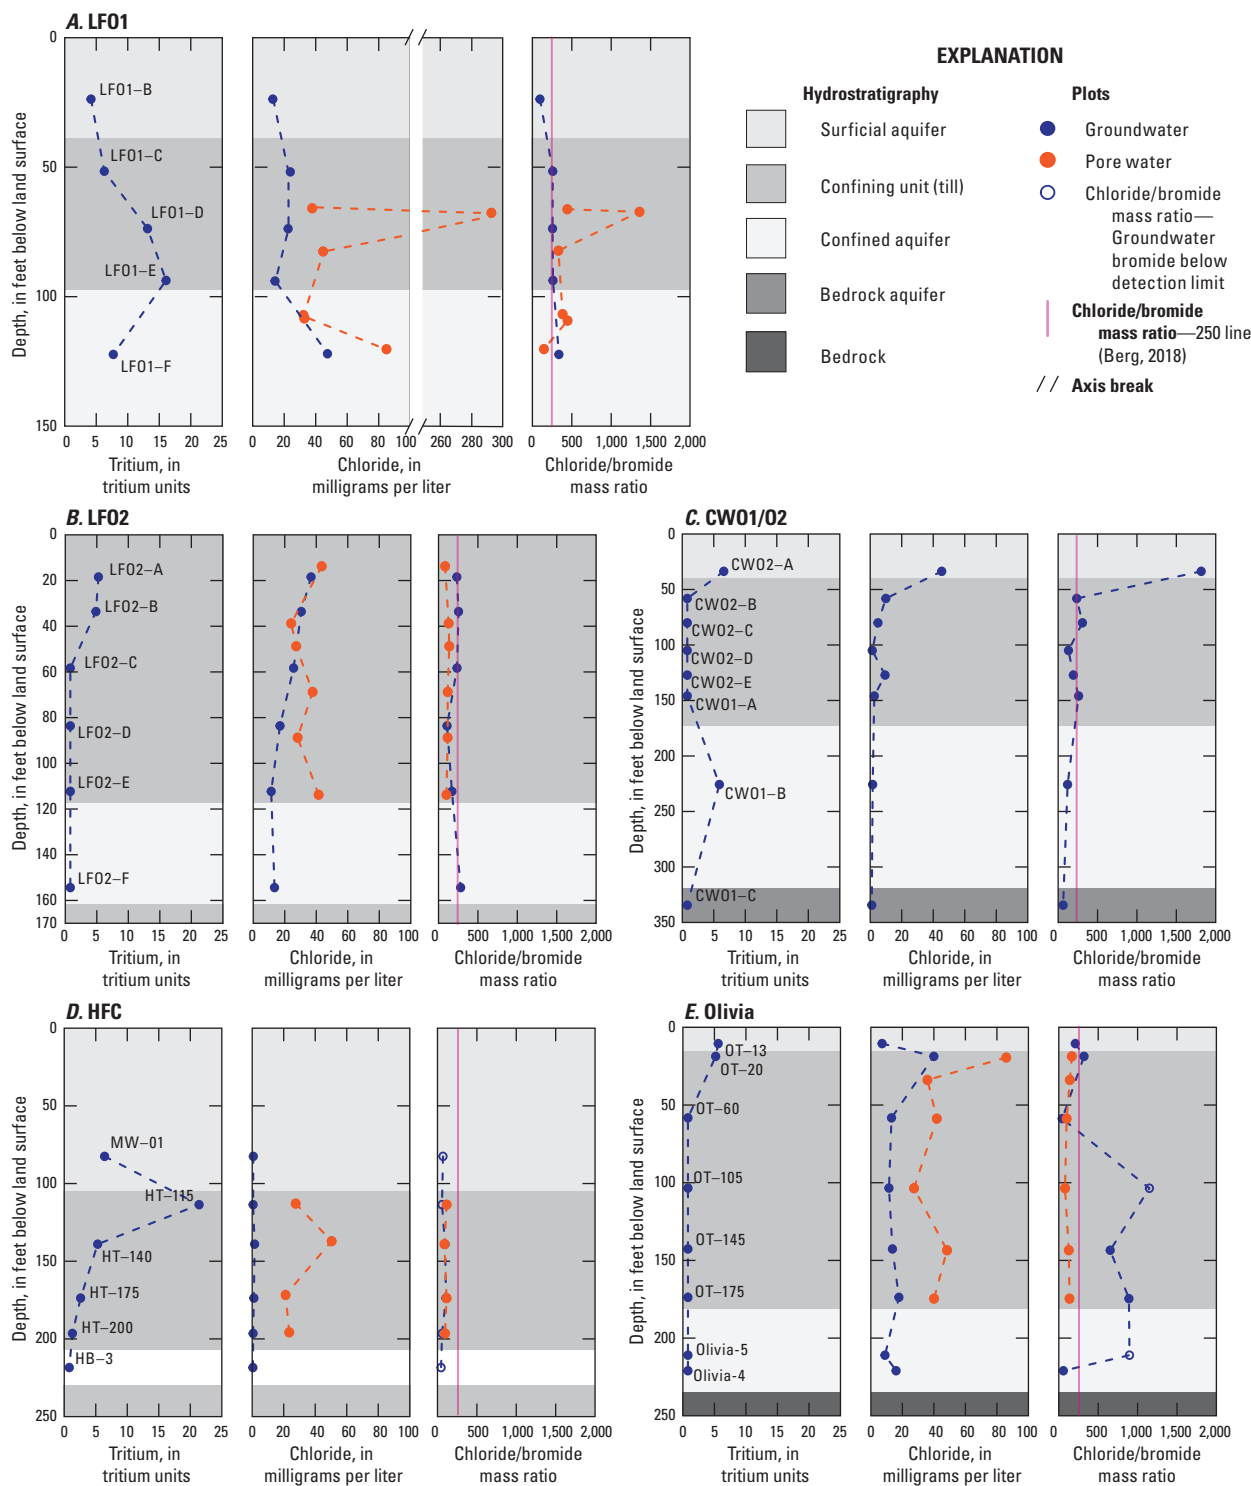 A. LFO1
0
50
100
150
Depth, in feet below land surface
LFO1–B
LFO1–C
LFO1–D
LFO1–E
LFO1–F
0 5 10 15 20 25
Tritium, in
tritium units
0 20 40 60 80 100 260 280 300
Chloride, in
milligrams per liter
0 500 1,000 1,500 2,000
Chloride/bromide
mass ratio
EXPLANATION
Hydrostratigraphy
Surficial aquifer
Confining unit (till)
Confined aquifer
Bedrock aquifer
Bedrock
Plots
Groundwater
Pore water
Chloride/bromide
mass ratio—
Groundwater
bromide below
detection limit
Chloride/bromide
mass ratio—250 line
(Berg, 2018)
// Axis break
B. LFO2
0
20
40
60
80
100
110
120
140
150
160
170
Depth, in feet below land surface
LFO2–A
LFO2–B
LFO2–C
LFO2–D
LFO2–E
LFO2–F
0 5 10 15 20 25
Tritium, in
tritium units
0 20 40 60 80 100
Chloride, in
milligrams per liter
0 500 1,000 1,500 2,000
Chloride/bromide
mass ratio
C. CWO1/O2
0
50
100
150
200
250
300
350
Depth, in feet below land surface
CWO2–A
CWO2–B
CWO2–C
CWO2–D
CWO2–E
CWO1–A
CWO1–B
CWO1–C
0 5 10 15 20 25
Tritium, in
tritium units
0 20 40 60 80 100
Chloride, in
milligrams per liter
0 500 1,000 1,500 2,000
Chloride/bromide
mass ratio
D. HFC
0
50
100
150
200
250
Depth, in feet below land surface
MW–01
HT–115
HT–140
HT–175
HT–200
HB–3
0 5 10 15 20 25
Tritium, in
tritium units
0 20 40 60 80 100
Chloride, in
milligrams per liter
0 500 1,000 1,500 2,000
Chloride/bromide
mass ratio
E. Olivia
0
50
100
150
200
250
Depth, in feet below land surface
OT–13
OT–20
OT–60
OT–105
OT–145
OT–175
Olivia-5
Olivia-4
0 5 10 15 20 25
Tritium, in
tritium units
0 20 40 60 80 100
Chloride, in
milligrams per liter
0 500 1,000 1,500 2,000
Chloride/bromide
mass ratio